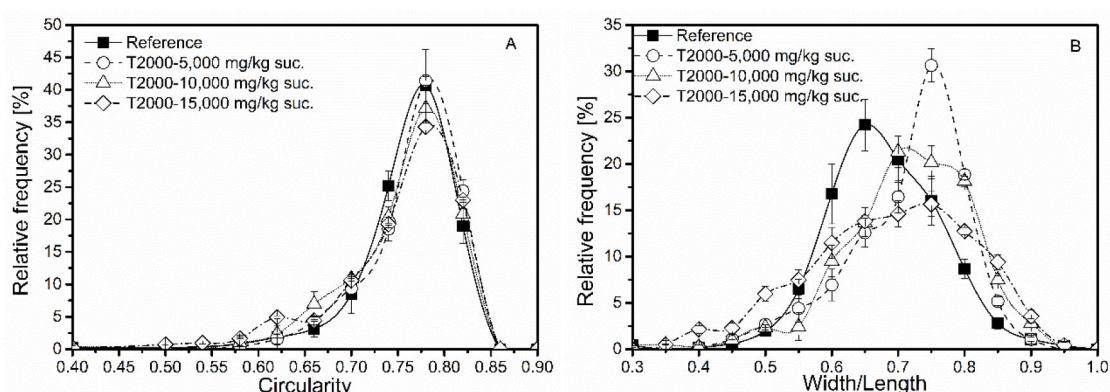 50
45
40
35
30
25
20
15
10
5
0
Relative frequency [%]
Reference
T2000-5,000 mg/kg suc.
T2000-10,000 mg/kg suc.
T2000-15,000 mg/kg suc.
A
0.40 0.45 0.50 0.55 0.60 0.65 0.70 0.75 0.80 0.85 0.90
Circularity
35
30
25
20
15
10
5
0
Relative frequency [%]
Reference
T2000-5,000 mg/kg suc.
T2000-10,000 mg/kg suc.
T2000-15,000 mg/kg suc.
B
0.3 0.4 0.5 0.6 0.7 0.8 0.9 1.0
Width/Length